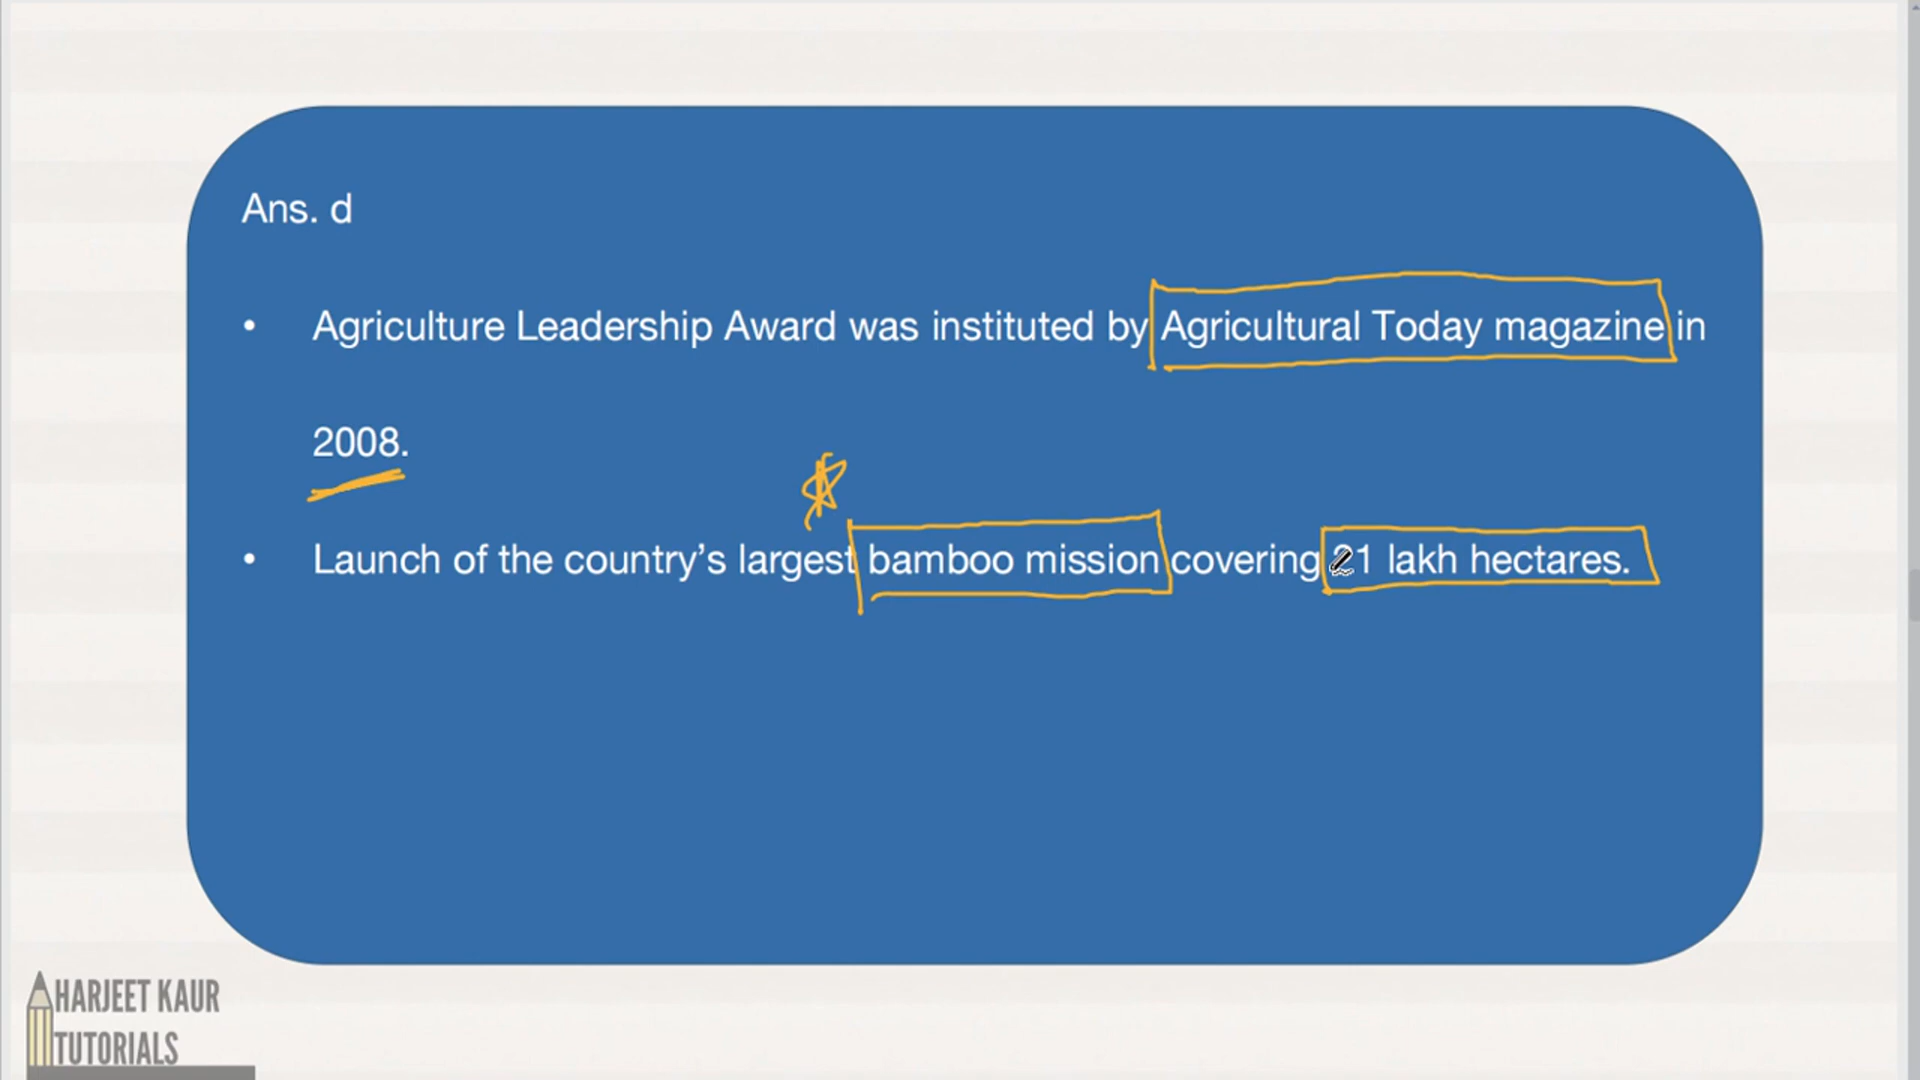 Ans. d
• Agriculture Leadership Award was instituted by Agricultural Today magazine in
2008.
• Launch of the country’s largest bamboo mission covering 21 lakh hectares.
HARJEET KAUR
TUTORIALS